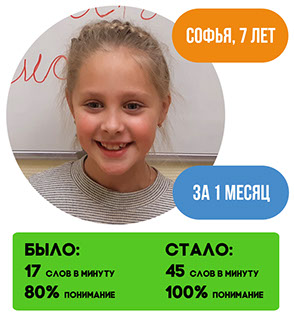 СОФЬЯ, 7 ЛЕТ
ЗА 1 МЕСЯЦ
БЫЛО:
17 СЛОВ В МИНУТУ
80% ПОНИМАНИЕ
СТАЛО:
45 СЛОВ В МИНУТУ
100% ПОНИМАНИЕ